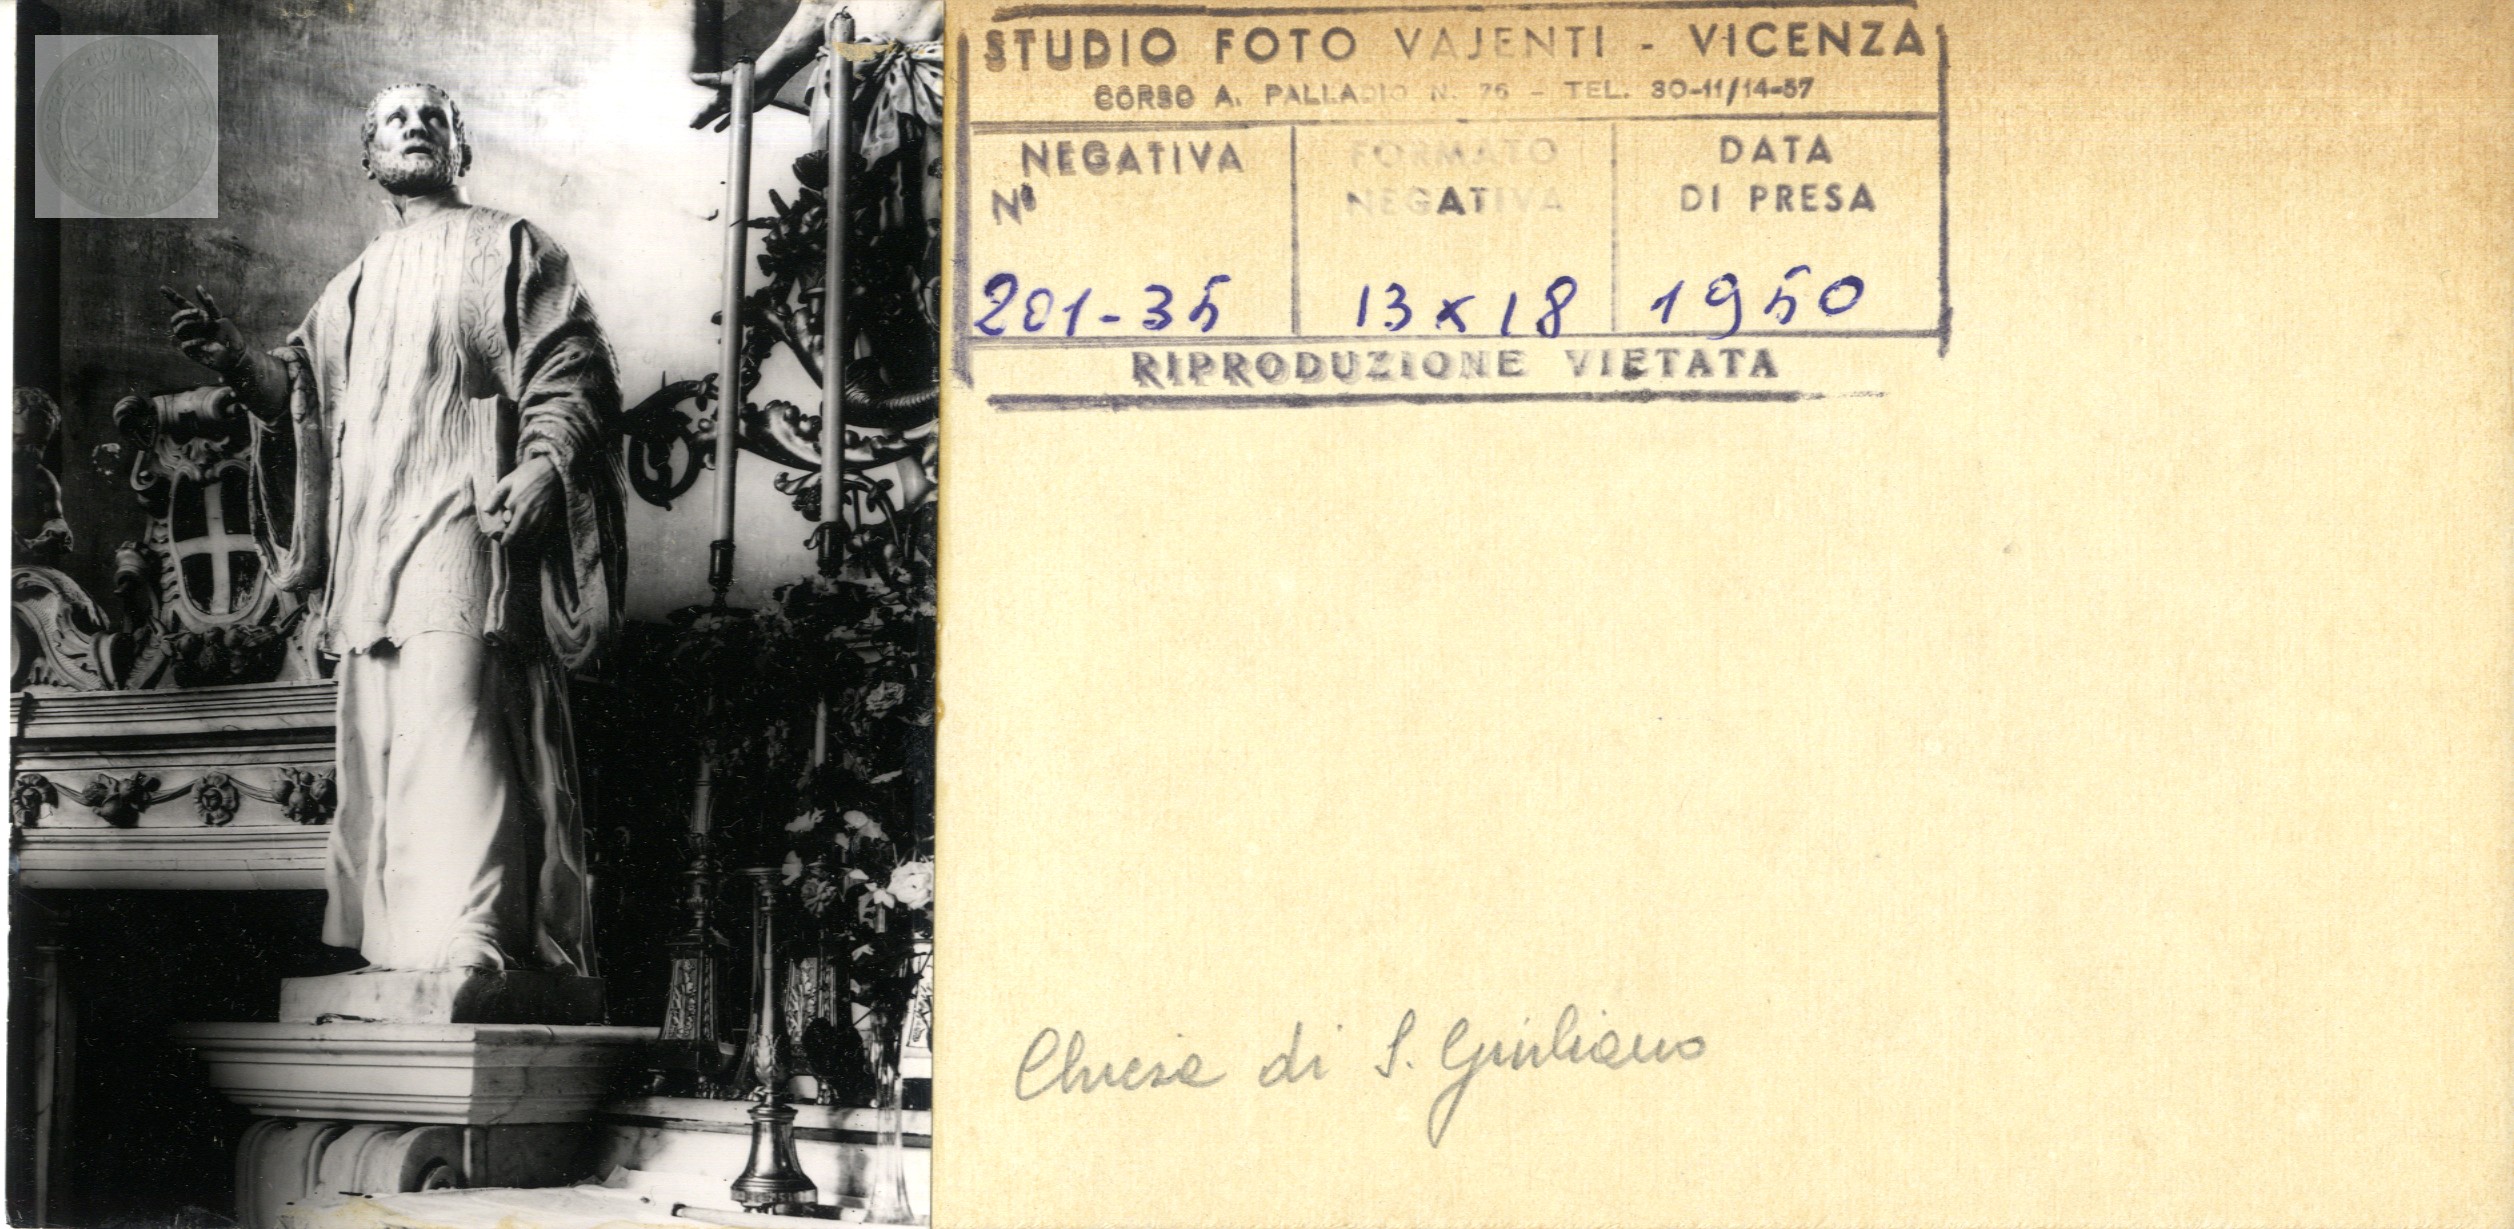 STUDIO FOTO VAJENTI - VICENZA
CORSO A. PALLADIO N. 76 - TEL. 30-11/14-57
NEGATIVA
Nº
FORMATO
NEGATIVA
DATA
DI PRESA
201-35
13x18
1950
RIPRODUZIONE VIETATA
Chiesa di S. Giuliano